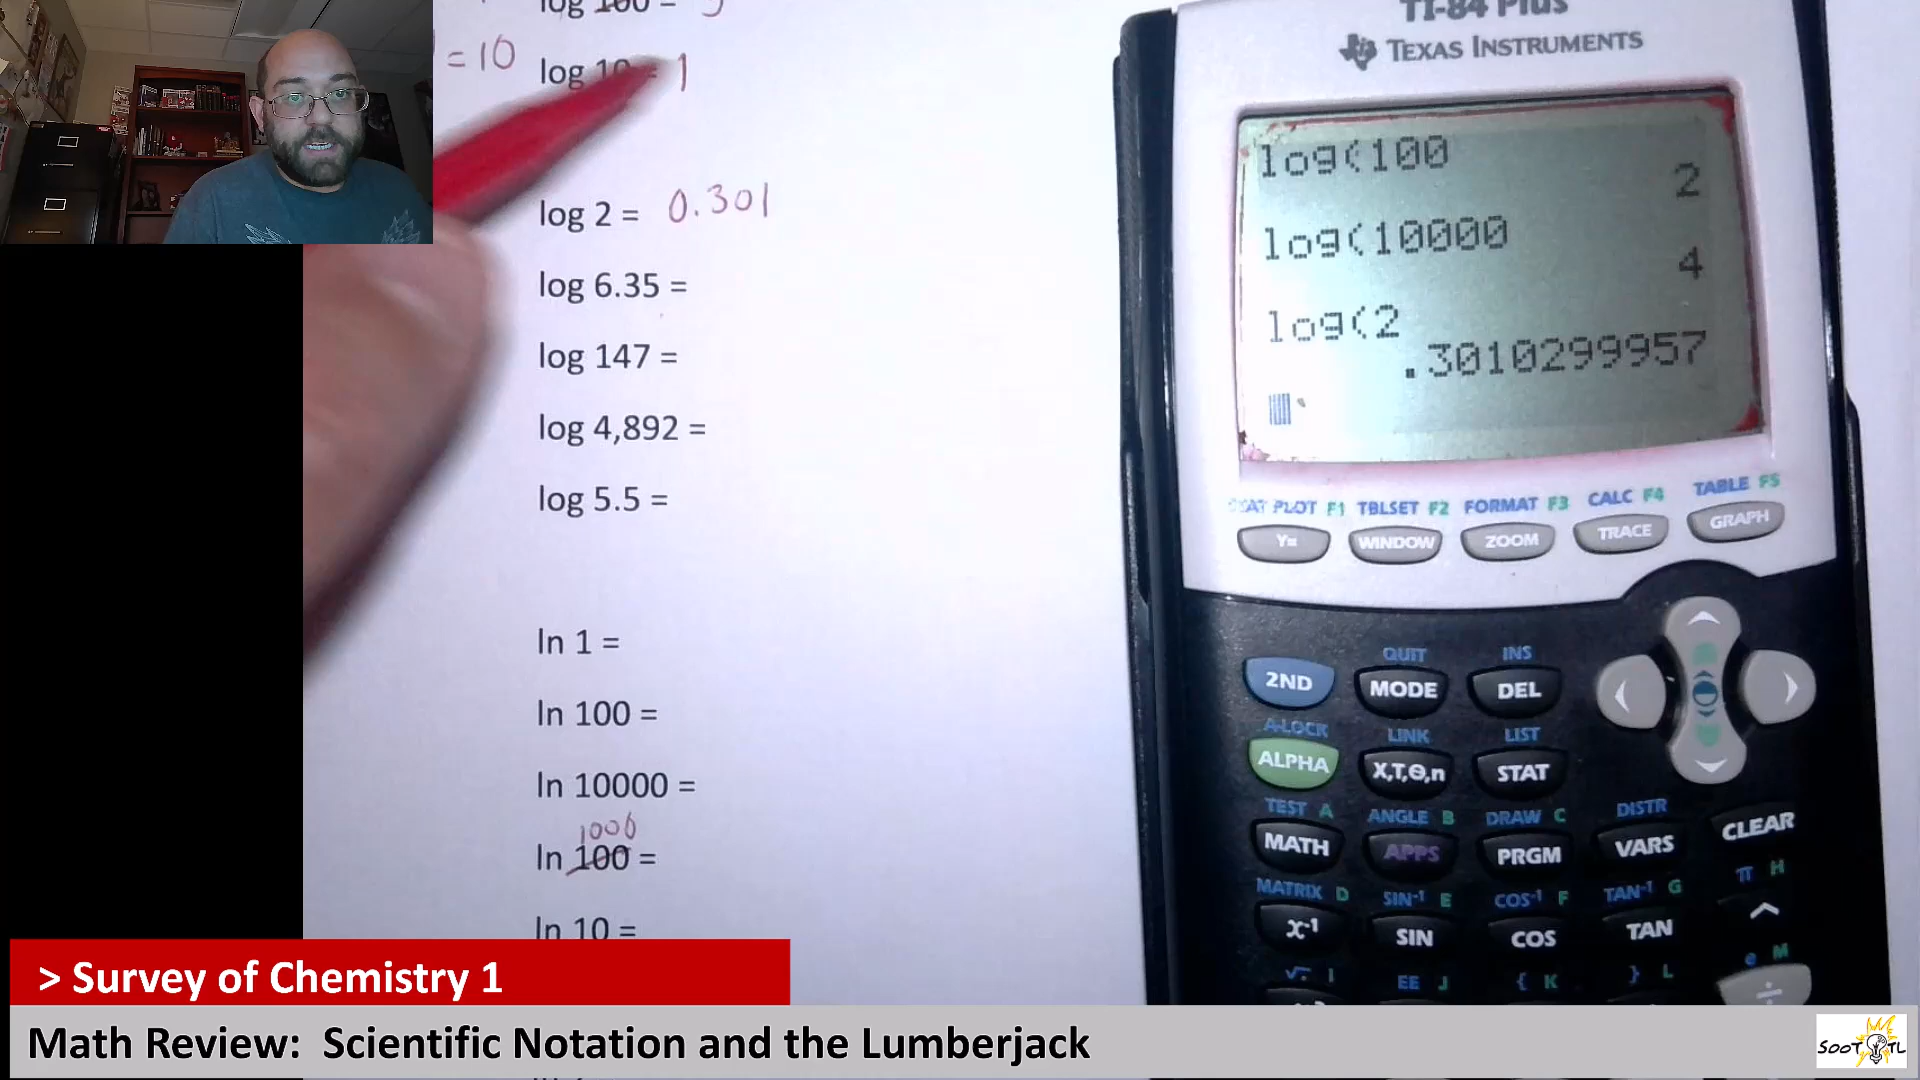 log 100 =
= 10
log 10 = 1
log 2 = 0.301
log 6.35 =
log 147 =
log 4,892 =
log 5.5 =
ln 1 =
ln 100 =
ln 10000 =
1000
ln 100 =
ln 10 =
TI-84 Plus
TEXAS INSTRUMENTS
log(100
2
log(10000
4
log(2
.3010299957
STAT PLOT F1 TBLSET F2 FORMAT F3 CALC F4 TABLE F5
Y= WINDOW ZOOM TRACE GRAPH
QUIT INS
2ND MODE DEL
A-LOCK LINK LIST
ALPHA X,T,Θ,n STAT
TEST A ANGLE B DRAW C DISTR
MATH APPS PRGM VARS CLEAR
MATRIX D SIN⁻¹ E COS⁻¹ F TAN⁻¹ G π H
x⁻¹ SIN COS TAN ^
√ I EE J { K } L e M
÷
> Survey of Chemistry 1
Math Review: Scientific Notation and the Lumberjack
SOOTTL